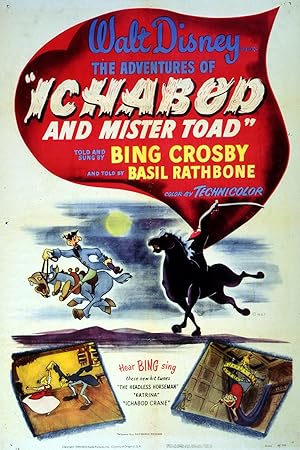 Walt Disney
THE ADVENTURES OF
"ICHABOD
AND MISTER TOAD"
TOLD AND
SUNG BY
BING CROSBY
AND TOLD BY
BASIL RATHBONE
COLOR BY TECHNICOLOR
Hear BING sing
these new hit tunes
"THE HEADLESS HORSEMAN"
"KATRINA"
"ICHABOD CRANE"